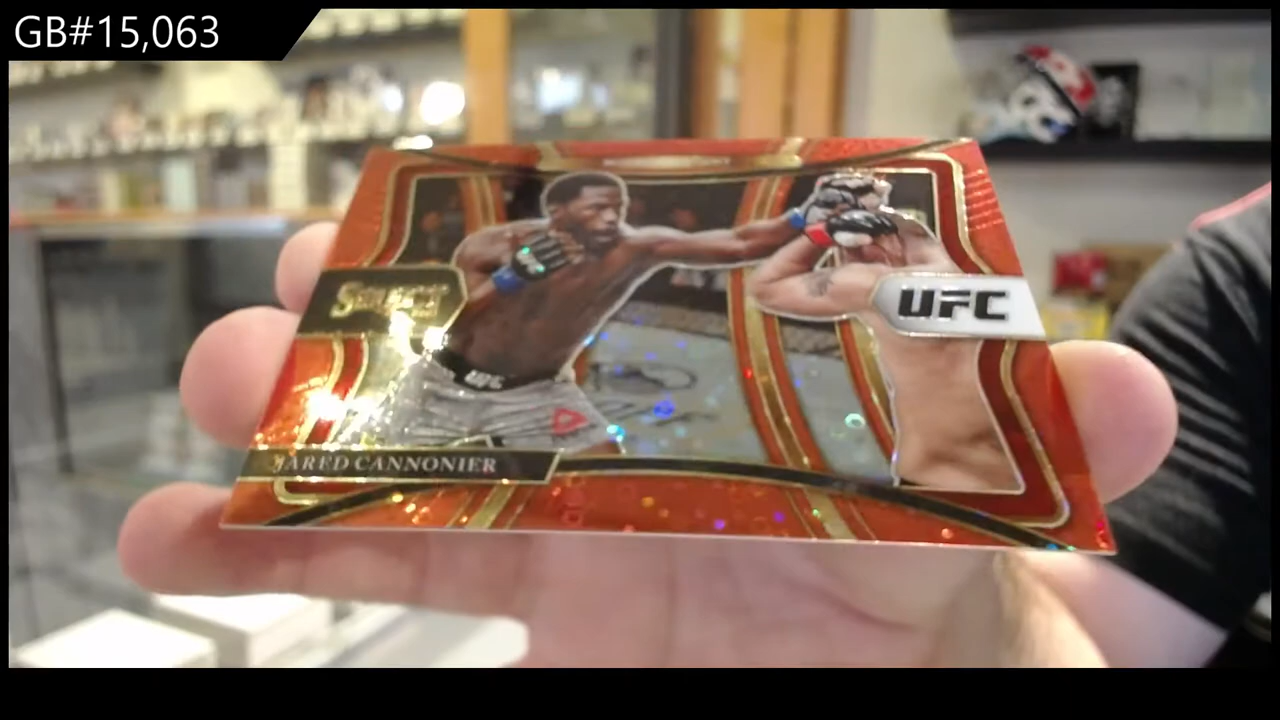 GB#15,063
SELECT
UFC
UFC
JARED CANNONIER